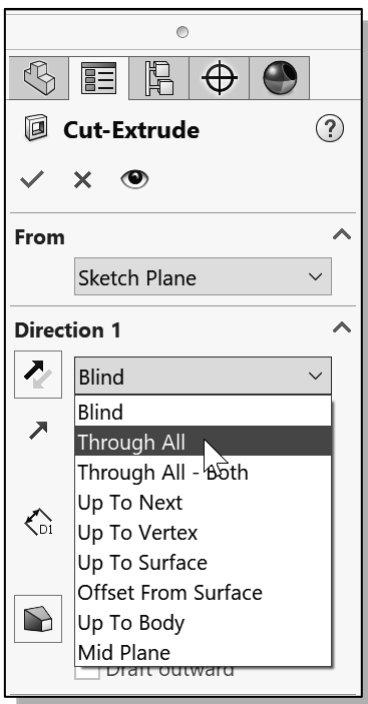 Cut-Extrude
?
From
Sketch Plane
Direction 1
Blind
Blind
Through All
Through All - Both
Up To Next
Up To Vertex
D1
Up To Surface
Offset From Surface
Up To Body
Mid Plane
Draft outward